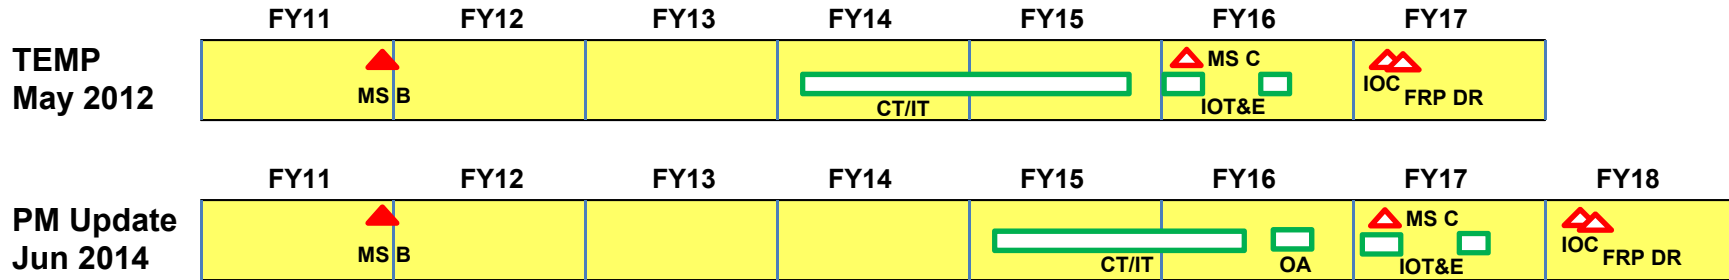 FY11 FY12 FY13 FY14 FY15 FY16 FY17
TEMP
May 2012
MS B
CT/IT
MS C
IOT&E
IOC
FRP DR
FY11 FY12 FY13 FY14 FY15 FY16 FY17 FY18
PM Update
Jun 2014
MS B
CT/IT
OA
MS C
IOT&E
IOC
FRP DR